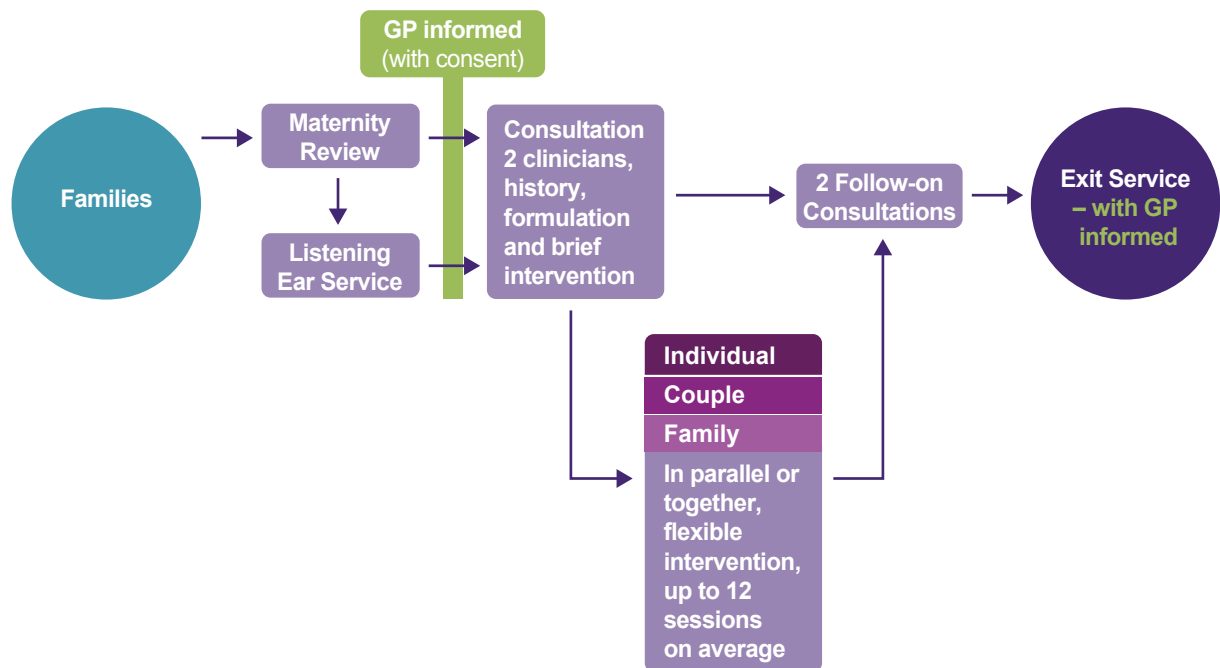 GP informed
(with consent)
Families
Maternity
Review
Listening
Ear Service
Consultation
2 clinicians,
history,
formulation
and brief
intervention
2 Follow-on
Consultations
Exit Service
– with GP
informed
Individual
Couple
Family
In parallel or
together,
flexible
intervention,
up to 12
sessions
on average